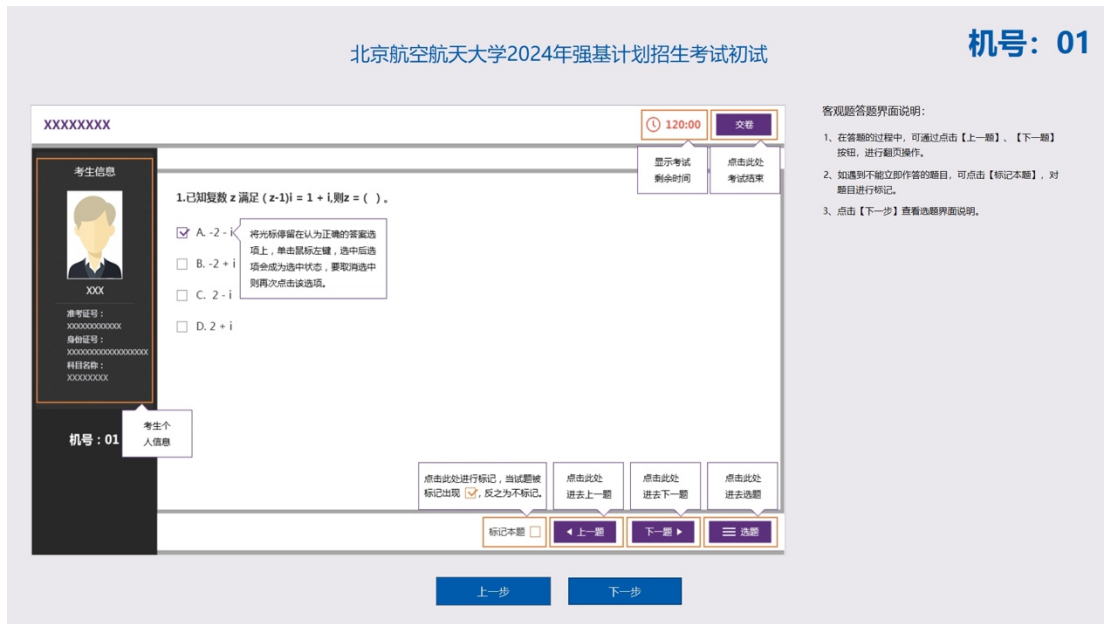 北京航空航天大学2024年强基计划招生考试初试
机号：01
XXXXXXXX
120:00
交卷
显示考试
剩余时间
点击此处
考试结束
考生信息
XXX
准考证号：
XXXXXXXXXXXX
身份证号：
XXXXXXXXXXXXXXXXXX
科目名称：
XXXXXXXX
考生个
人信息
机号：01
1.已知复数 z 满足 ( z-1)i = 1 + i,则z = (   ) 。
A. -2 - i
B. -2 + i
C. 2 - i
D. 2 + i
将光标停留在认为正确的答案选
项上，单击鼠标左键，选中后选
项会成为选中状态，要取消选中
则再次点击该选项。
点击此处进行标记，当试题被
标记出现 ，反之为不标记。
点击此处
进去上一题
点击此处
进去下一题
点击此处
进去选题
标记本题
上一题
下一题
选题
客观题答题界面说明：
1、在答题的过程中，可通过点击【上一题】、【下一题】
按钮，进行翻页操作。
2、如遇到不能立即作答的题目，可点击【标记本题】，对
题目进行标记。
3、点击【下一步】查看选题界面说明。
上一步
下一步